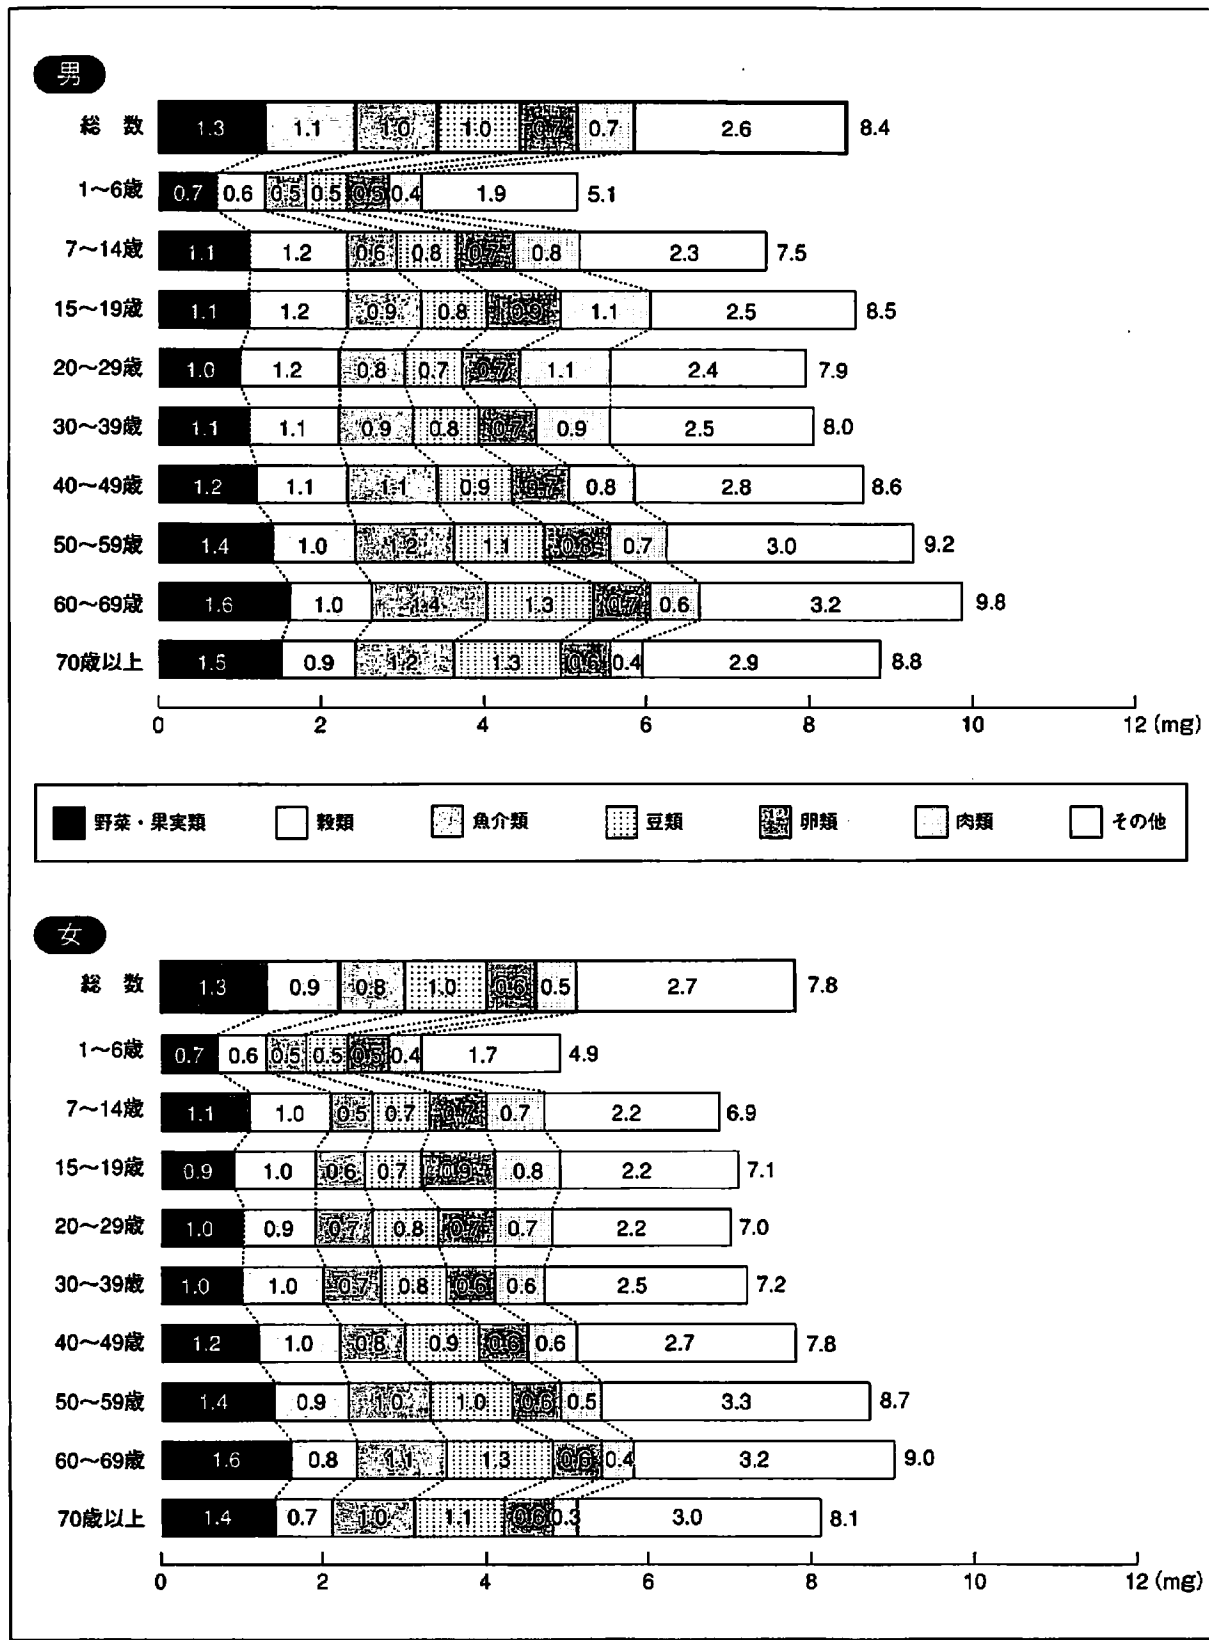 男
総 数 1.3 1.1 1.0 1.0 0.7 0.7 2.6 8.4
1〜6歳 0.7 0.6 0.5 0.5 0.5 0.4 1.9 5.1
7〜14歳 1.1 1.2 0.6 0.8 0.7 0.8 2.3 7.5
15〜19歳 1.1 1.2 0.9 0.8 0.9 1.1 2.5 8.5
20〜29歳 1.0 1.2 0.8 0.7 0.7 1.1 2.4 7.9
30〜39歳 1.1 1.1 0.9 0.8 0.7 0.9 2.5 8.0
40〜49歳 1.2 1.1 1.1 0.9 0.7 0.8 2.8 8.6
50〜59歳 1.4 1.0 1.2 1.1 0.8 0.7 3.0 9.2
60〜69歳 1.6 1.0 1.4 1.3 0.7 0.6 3.2 9.8
70歳以上 1.5 0.9 1.2 1.3 0.6 0.4 2.9 8.8
0 2 4 6 8 10 12 (mg)
野菜・果実類 穀類 魚介類 豆類 卵類 肉類 その他
女
総 数 1.3 0.9 0.8 1.0 0.6 0.5 2.7 7.8
1〜6歳 0.7 0.6 0.5 0.5 0.5 0.4 1.7 4.9
7〜14歳 1.1 1.0 0.5 0.7 0.7 0.7 2.2 6.9
15〜19歳 0.9 1.0 0.6 0.7 0.9 0.8 2.2 7.1
20〜29歳 1.0 0.9 0.7 0.8 0.7 0.7 2.2 7.0
30〜39歳 1.0 1.0 0.7 0.8 0.6 0.6 2.5 7.2
40〜49歳 1.2 1.0 0.8 0.9 0.6 0.6 2.7 7.8
50〜59歳 1.4 0.9 1.0 1.0 0.6 0.5 3.3 8.7
60〜69歳 1.6 0.8 1.1 1.3 0.6 0.4 3.2 9.0
70歳以上 1.4 0.7 1.0 1.1 0.6 0.3 3.0 8.1
0 2 4 6 8 10 12 (mg)